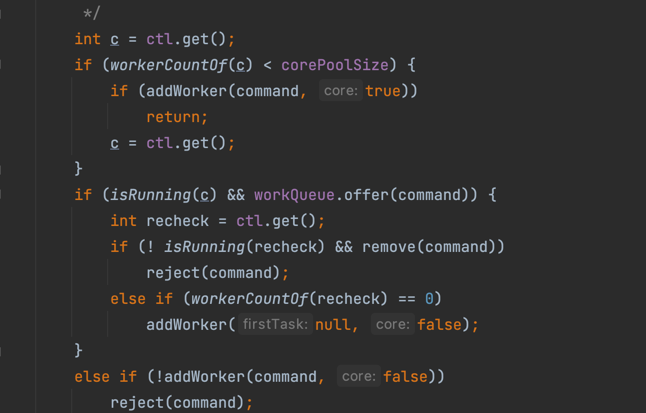 */
int c = ctl.get();
if (workerCountOf(c) < corePoolSize) {
if (addWorker(command, core: true))
return;
c = ctl.get();
}
if (isRunning(c) && workQueue.offer(command)) {
int recheck = ctl.get();
if (! isRunning(recheck) && remove(command))
reject(command);
else if (workerCountOf(recheck) == 0)
addWorker( firstTask: null, core: false);
}
else if (!addWorker(command, core: false))
reject(command);